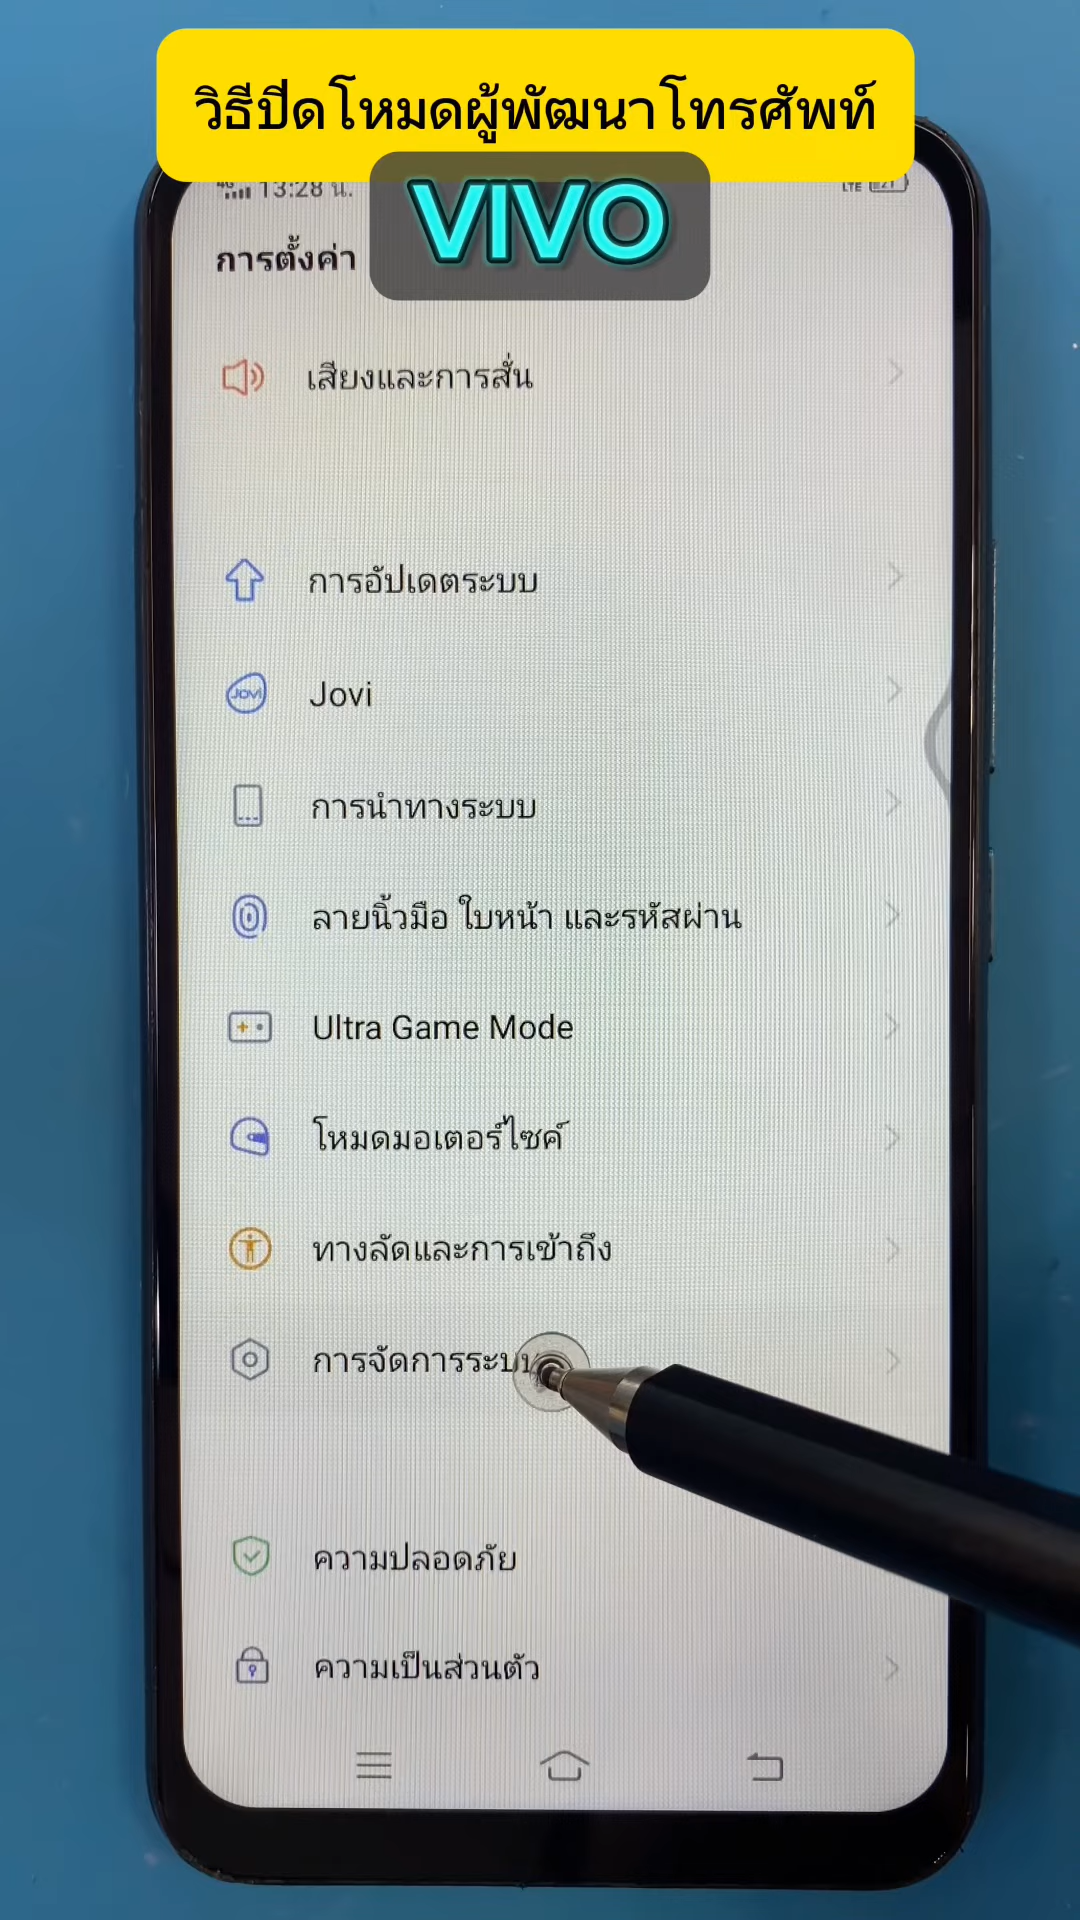 วิธีปิดโหมดผู้พัฒนาโทรศัพท์
VIVO
4G 13:28 น.
LTE 27
การตั้งค่า
เสียงและการสั่น
การอัปเดตระบบ
Jovi
Jovi
การนำทางระบบ
ลายนิ้วมือ ใบหน้า และรหัสผ่าน
Ultra Game Mode
โหมดมอเตอร์ไซค์
ทางลัดและการเข้าถึง
การจัดการระบบ
ความปลอดภัย
ความเป็นส่วนตัว